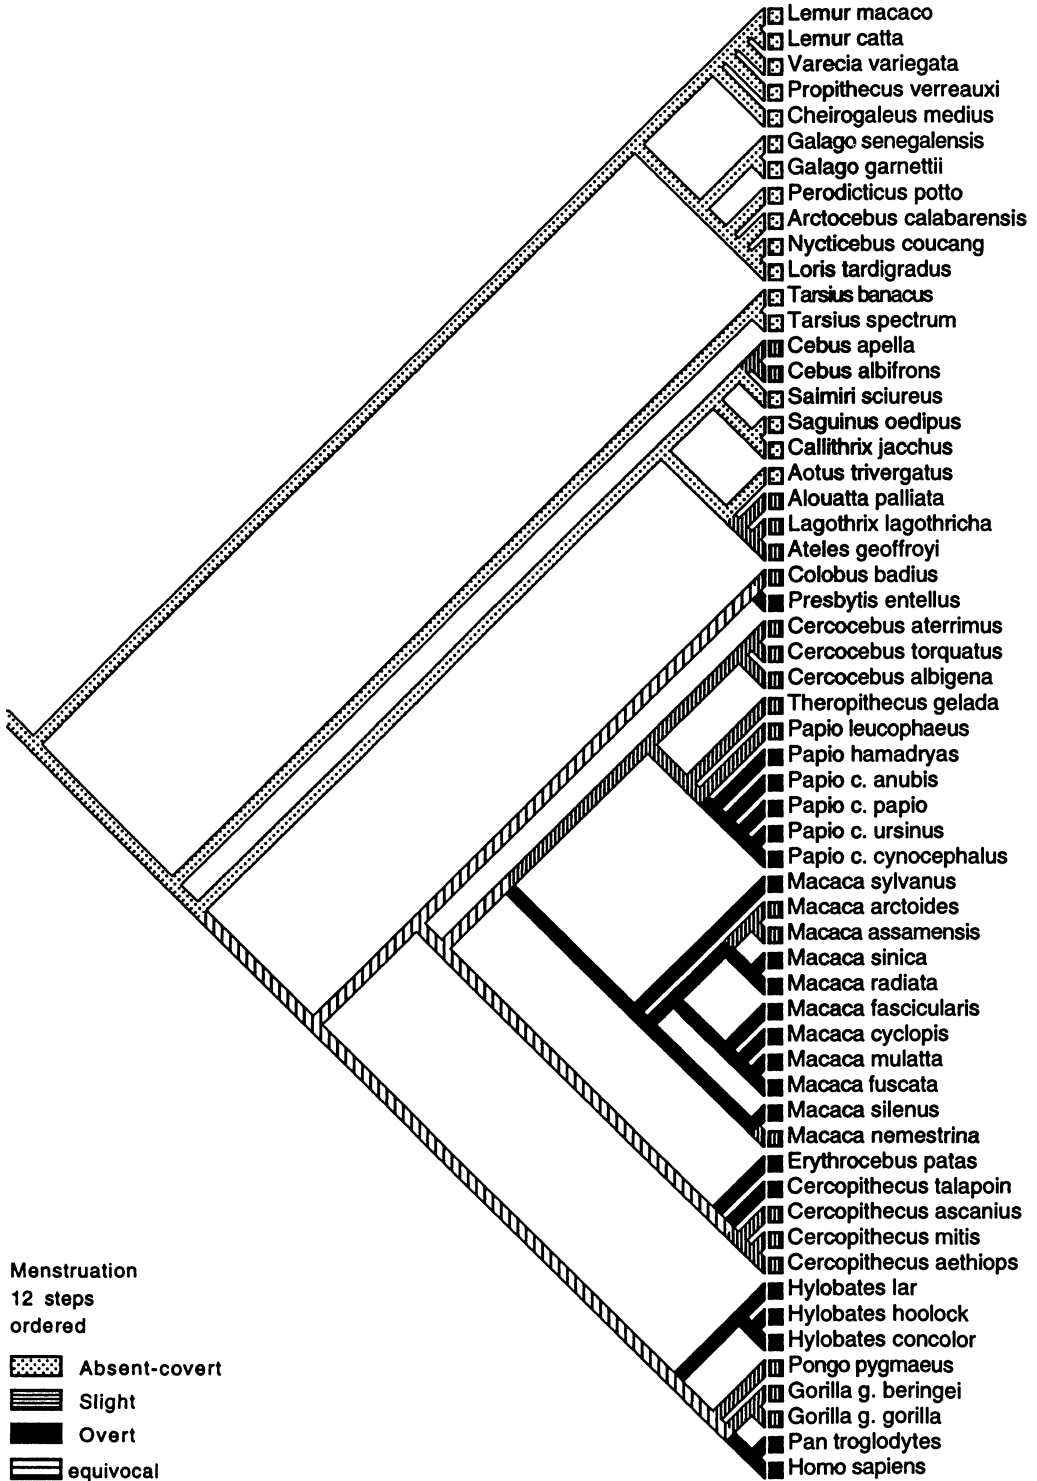 Lemur macaco
Lemur catta
Varecia variegata
Propithecus verreauxi
Cheirogaleus medius
Galago senegalensis
Galago garnettii
Perodicticus potto
Arctocebus calabarensis
Nycticebus coucang
Loris tardigradus
Tarsius banacus
Tarsius spectrum
Cebus apella
Cebus albifrons
Saimiri sciureus
Saguinus oedipus
Callithrix jacchus
Aotus trivergatus
Alouatta palliata
Lagothrix lagothricha
Ateles geoffroyi
Colobus badius
Presbytis entellus
Cercocebus aterrimus
Cercocebus torquatus
Cercocebus albigena
Theropithecus gelada
Papio leucophaeus
Papio hamadryas
Papio c. anubis
Papio c. papio
Papio c. ursinus
Papio c. cynocephalus
Macaca sylvanus
Macaca arctoides
Macaca assamensis
Macaca sinica
Macaca radiata
Macaca fascicularis
Macaca cyclopis
Macaca mulatta
Macaca fuscata
Macaca silenus
Macaca nemestrina
Erythrocebus patas
Cercopithecus talapoin
Cercopithecus ascanius
Cercopithecus mitis
Cercopithecus aethiops
Hylobates lar
Hylobates hoolock
Hylobates concolor
Pongo pygmaeus
Gorilla g. beringei
Gorilla g. gorilla
Pan troglodytes
Homo sapiens
Menstruation
12 steps
ordered
Absent-covert
Slight
Overt
equivocal